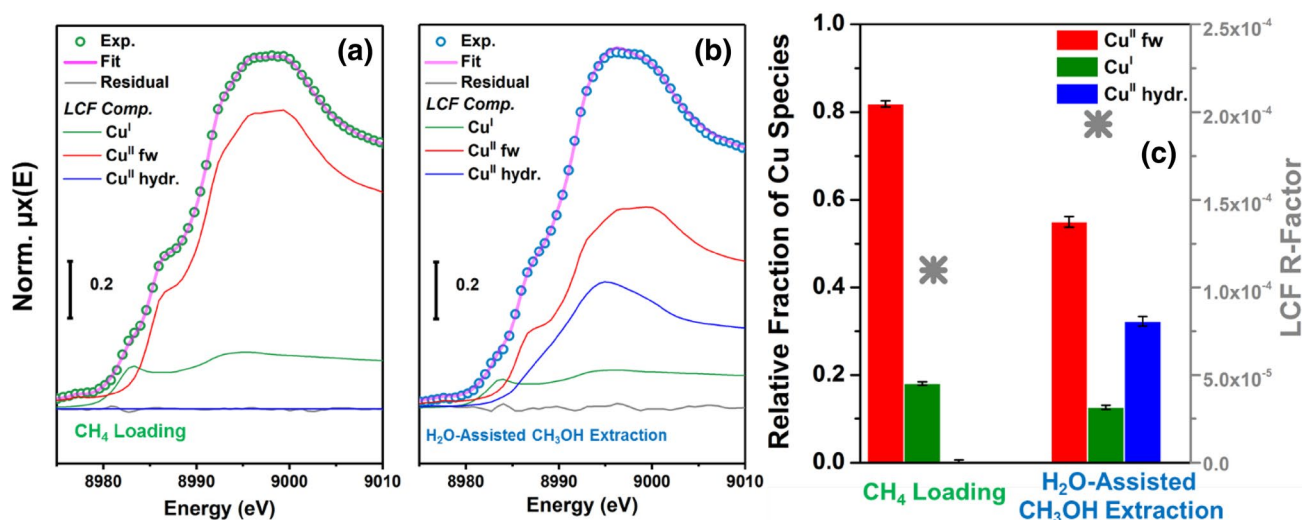 Norm. µx(E)
(a)
Exp.
Fit
Residual
LCF Comp.
Cuᴵ
Cuᴵᴵ fw
Cuᴵᴵ hydr.
0.2
CH₄ Loading
8980 8990 9000 9010
Energy (eV)
(b)
Exp.
Fit
Residual
LCF Comp.
Cuᴵ
Cuᴵᴵ fw
Cuᴵᴵ hydr.
0.2
H₂O-Assisted CH₃OH Extraction
8980 8990 9000 9010
Energy (eV)
Relative Fraction of Cu Species
1.0
0.8
0.6
0.4
0.2
0.0
Cuᴵᴵ fw
Cuᴵ
Cuᴵᴵ hydr.
(c)
CH₄ Loading
H₂O-Assisted
CH₃OH Extraction
2.5x10⁻⁴
2.0x10⁻⁴
1.5x10⁻⁴
1.0x10⁻⁴
5.0x10⁻⁵
0.0
LCF R-Factor